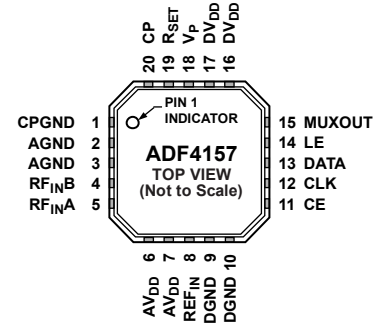 20 CP
19 RSET
18 VP
17 DVDD
16 DVDD
PIN 1
INDICATOR
CPGND 1
AGND 2
AGND 3
RFINB 4
RFINA 5
ADF4157
TOP VIEW
(Not to Scale)
15 MUXOUT
14 LE
13 DATA
12 CLK
11 CE
AVDD 6
AVDD 7
REFIN 8
DGND 9
DGND 10